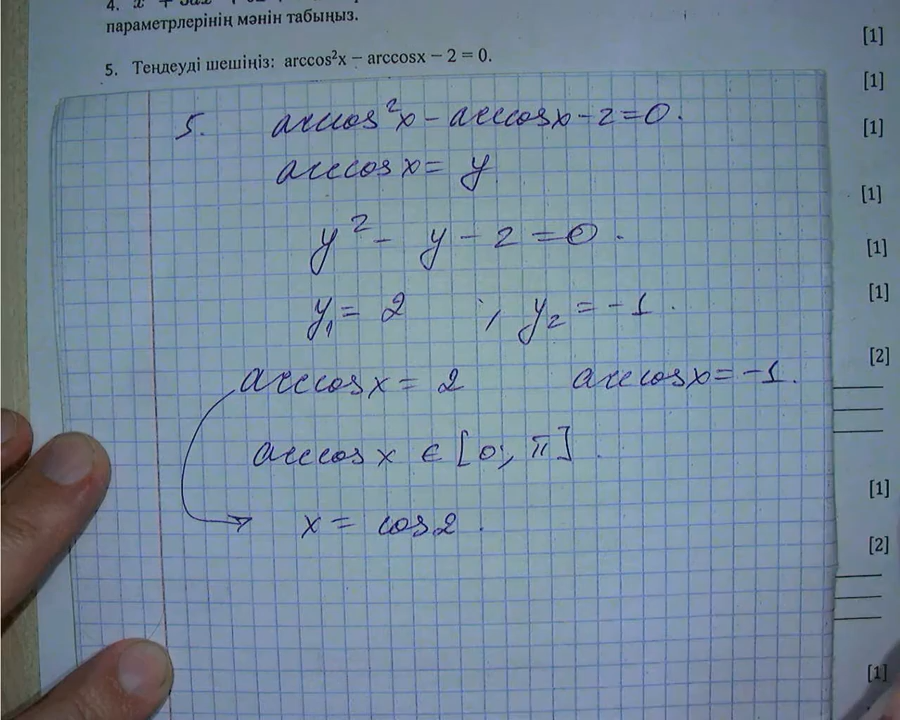 4.
параметрлерінің мәнін табыңыз.
[1]
5. Теңдеуді шешіңіз: arccos²x − arccosx − 2 = 0.
[1]
5. arccos²x - arccosx - 2 = 0.
[1]
arccos x = y
[1]
y² - y - 2 = 0.
[1]
[1]
y₁ = 2 ; y₂ = -1.
[2]
arccos x = 2 arccos x = -1.
arccos x ∈ [0; π].
[1]
x = cos 2.
[2]
[1]